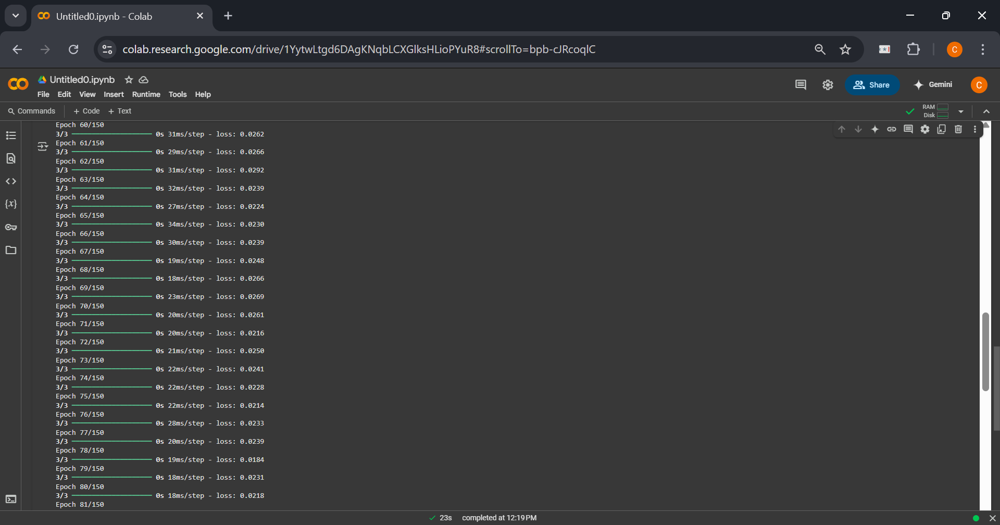 Untitled0.ipynb - Colab
colab.research.google.com/drive/1YytwLtgd6DAgKNqbLCXGlksHLioPYuR8#scrollTo=bpb-cJRcoqlC
C
Untitled0.ipynb
File Edit View Insert Runtime Tools Help
Share
Gemini
C
Commands + Code + Text
RAM
Disk
Epoch 60/150
3/3 0s 31ms/step - loss: 0.0262
Epoch 61/150
3/3 0s 29ms/step - loss: 0.0266
Epoch 62/150
3/3 0s 31ms/step - loss: 0.0292
Epoch 63/150
3/3 0s 32ms/step - loss: 0.0239
Epoch 64/150
3/3 0s 27ms/step - loss: 0.0224
Epoch 65/150
3/3 0s 34ms/step - loss: 0.0230
Epoch 66/150
3/3 0s 30ms/step - loss: 0.0239
Epoch 67/150
3/3 0s 19ms/step - loss: 0.0248
Epoch 68/150
3/3 0s 18ms/step - loss: 0.0266
Epoch 69/150
3/3 0s 23ms/step - loss: 0.0269
Epoch 70/150
3/3 0s 20ms/step - loss: 0.0261
Epoch 71/150
3/3 0s 20ms/step - loss: 0.0216
Epoch 72/150
3/3 0s 21ms/step - loss: 0.0250
Epoch 73/150
3/3 0s 22ms/step - loss: 0.0241
Epoch 74/150
3/3 0s 22ms/step - loss: 0.0228
Epoch 75/150
3/3 0s 22ms/step - loss: 0.0214
Epoch 76/150
3/3 0s 28ms/step - loss: 0.0233
Epoch 77/150
3/3 0s 20ms/step - loss: 0.0239
Epoch 78/150
3/3 0s 19ms/step - loss: 0.0184
Epoch 79/150
3/3 0s 18ms/step - loss: 0.0231
Epoch 80/150
3/3 0s 18ms/step - loss: 0.0218
Epoch 81/150
23s completed at 12:19 PM